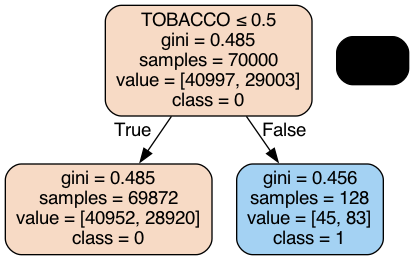 TOBACCO ≤ 0.5
gini = 0.485
samples = 70000
value = [40997, 29003]
class = 0
True
False
gini = 0.485
samples = 69872
value = [40952, 28920]
class = 0
gini = 0.456
samples = 128
value = [45, 83]
class = 1